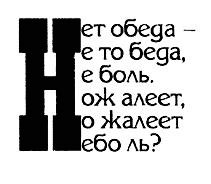 Нет обеда –
Не то беда,
Не боль.
Нож алеет,
Но жалеет
Небо ль?